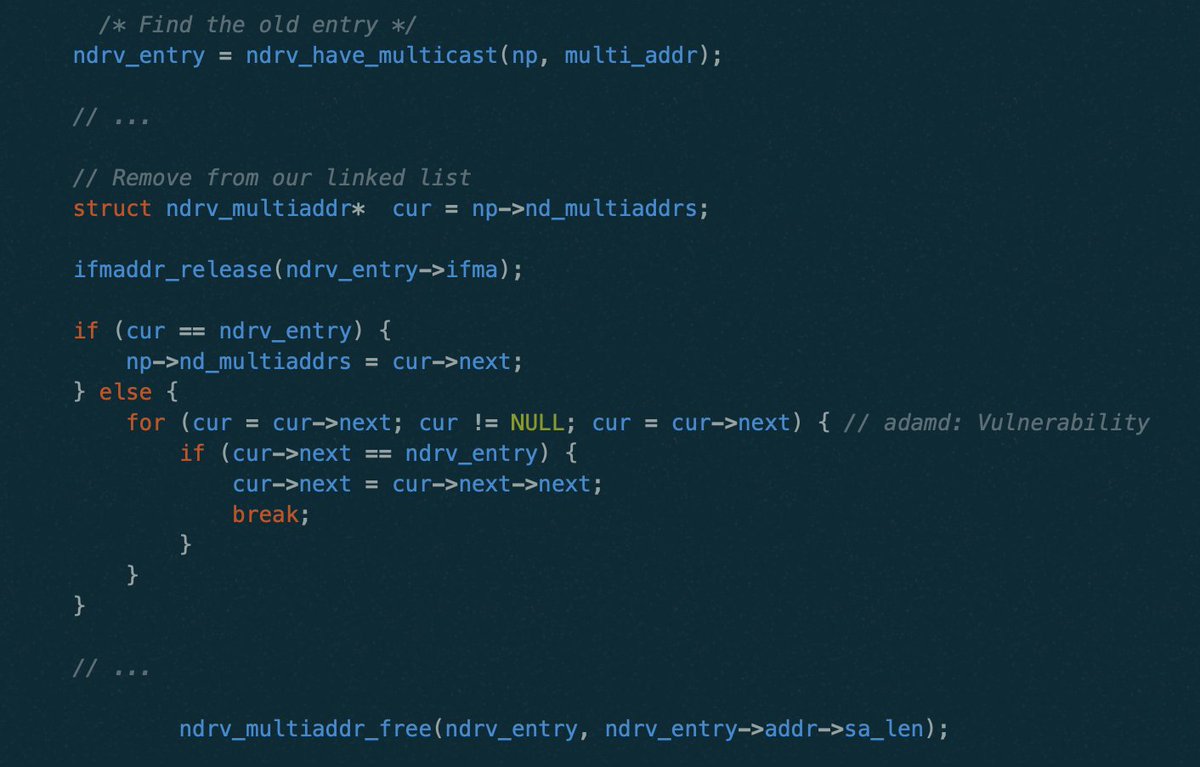 /* Find the old entry */
ndrv_entry = ndrv_have_multicast(np, multi_addr);
// ...
// Remove from our linked list
struct ndrv_multiaddr*  cur = np->nd_multiaddrs;
ifmaddr_release(ndrv_entry->ifma);
if (cur == ndrv_entry) {
np->nd_multiaddrs = cur->next;
} else {
for (cur = cur->next; cur != NULL; cur = cur->next) { // adamd: Vulnerability
if (cur->next == ndrv_entry) {
cur->next = cur->next->next;
break;
}
}
}
// ...
ndrv_multiaddr_free(ndrv_entry, ndrv_entry->addr->sa_len);